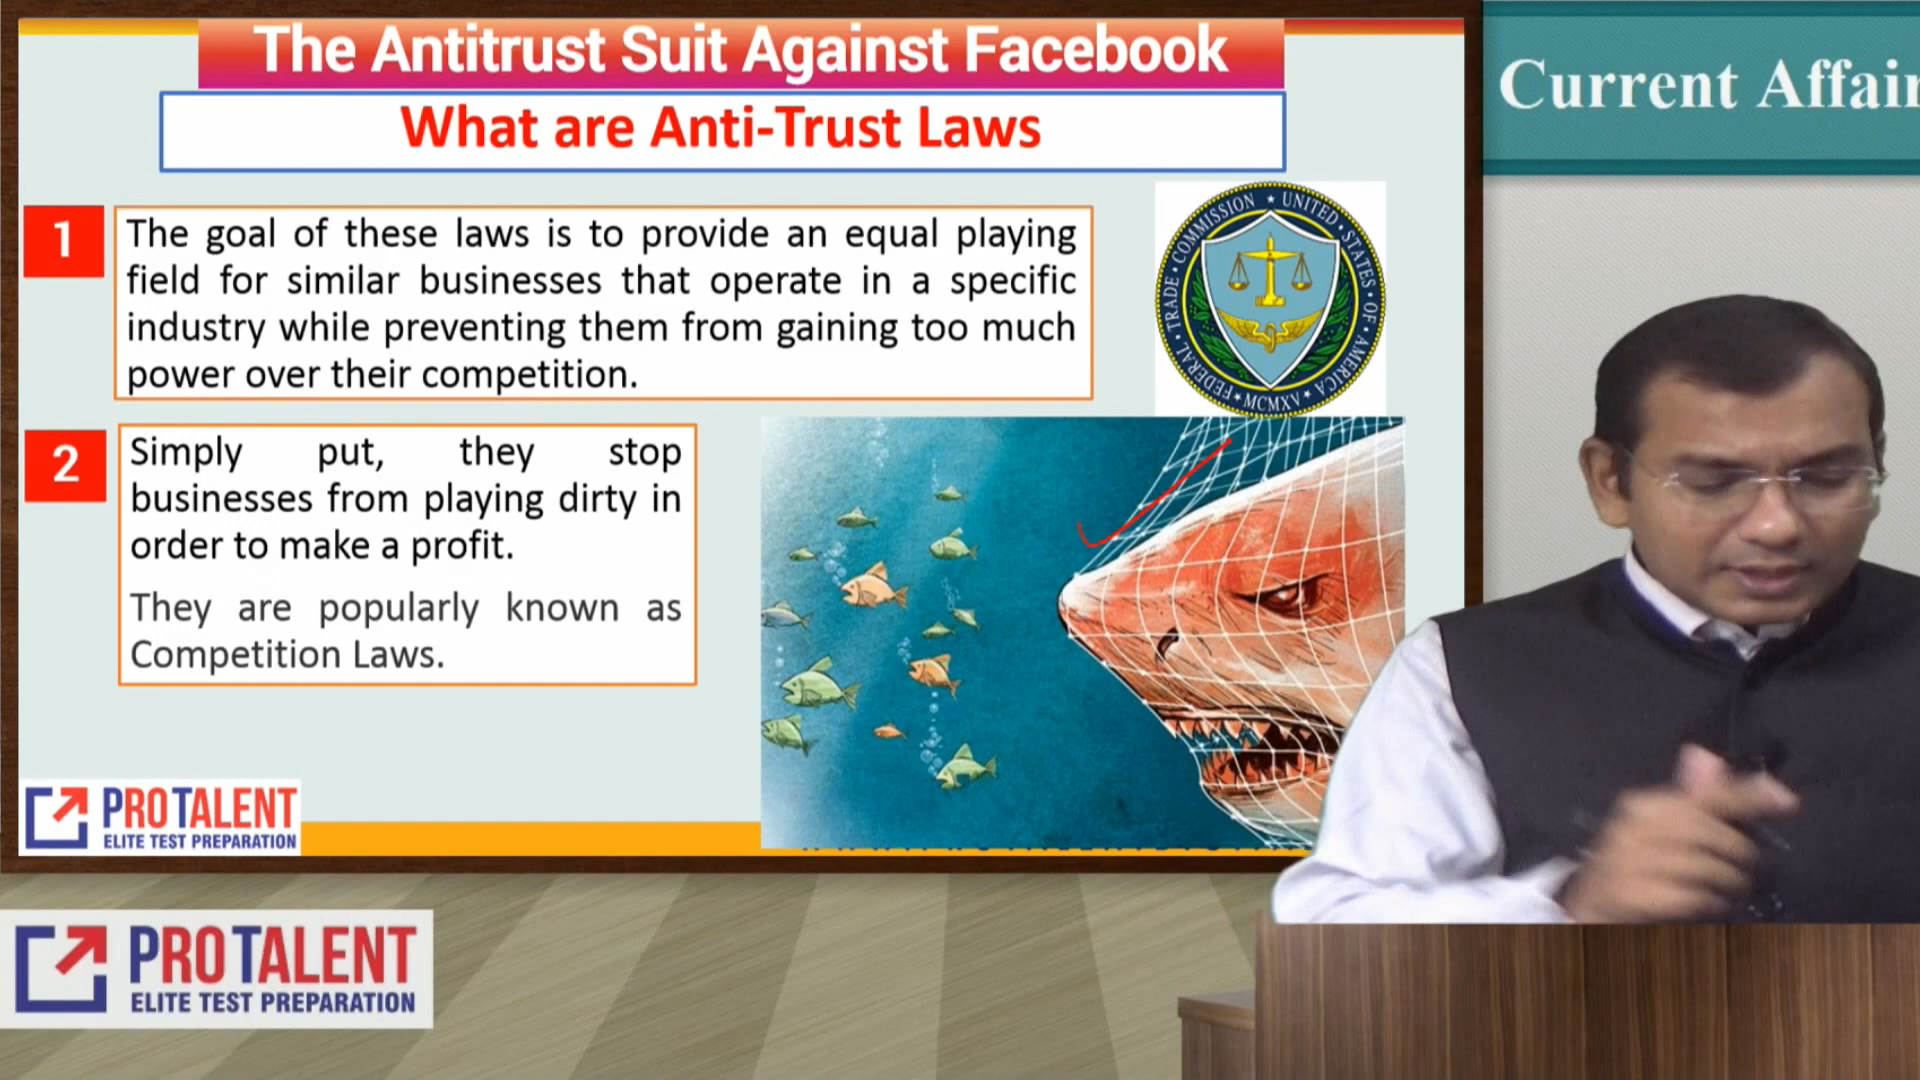 The Antitrust Suit Against Facebook
Current Affair
What are Anti-Trust Laws
1
The goal of these laws is to provide an equal playing
field for similar businesses that operate in a specific
industry while preventing them from gaining too much
power over their competition.
FEDERAL • TRADE • COMMISSION ★ UNITED • STATES • OF • AMERICA
★ MCMXV ★
2
Simply put, they stop
businesses from playing dirty in
order to make a profit.
They are popularly known as
Competition Laws.
PROTALENT
ELITE TEST PREPARATION
PROTALENT
ELITE TEST PREPARATION